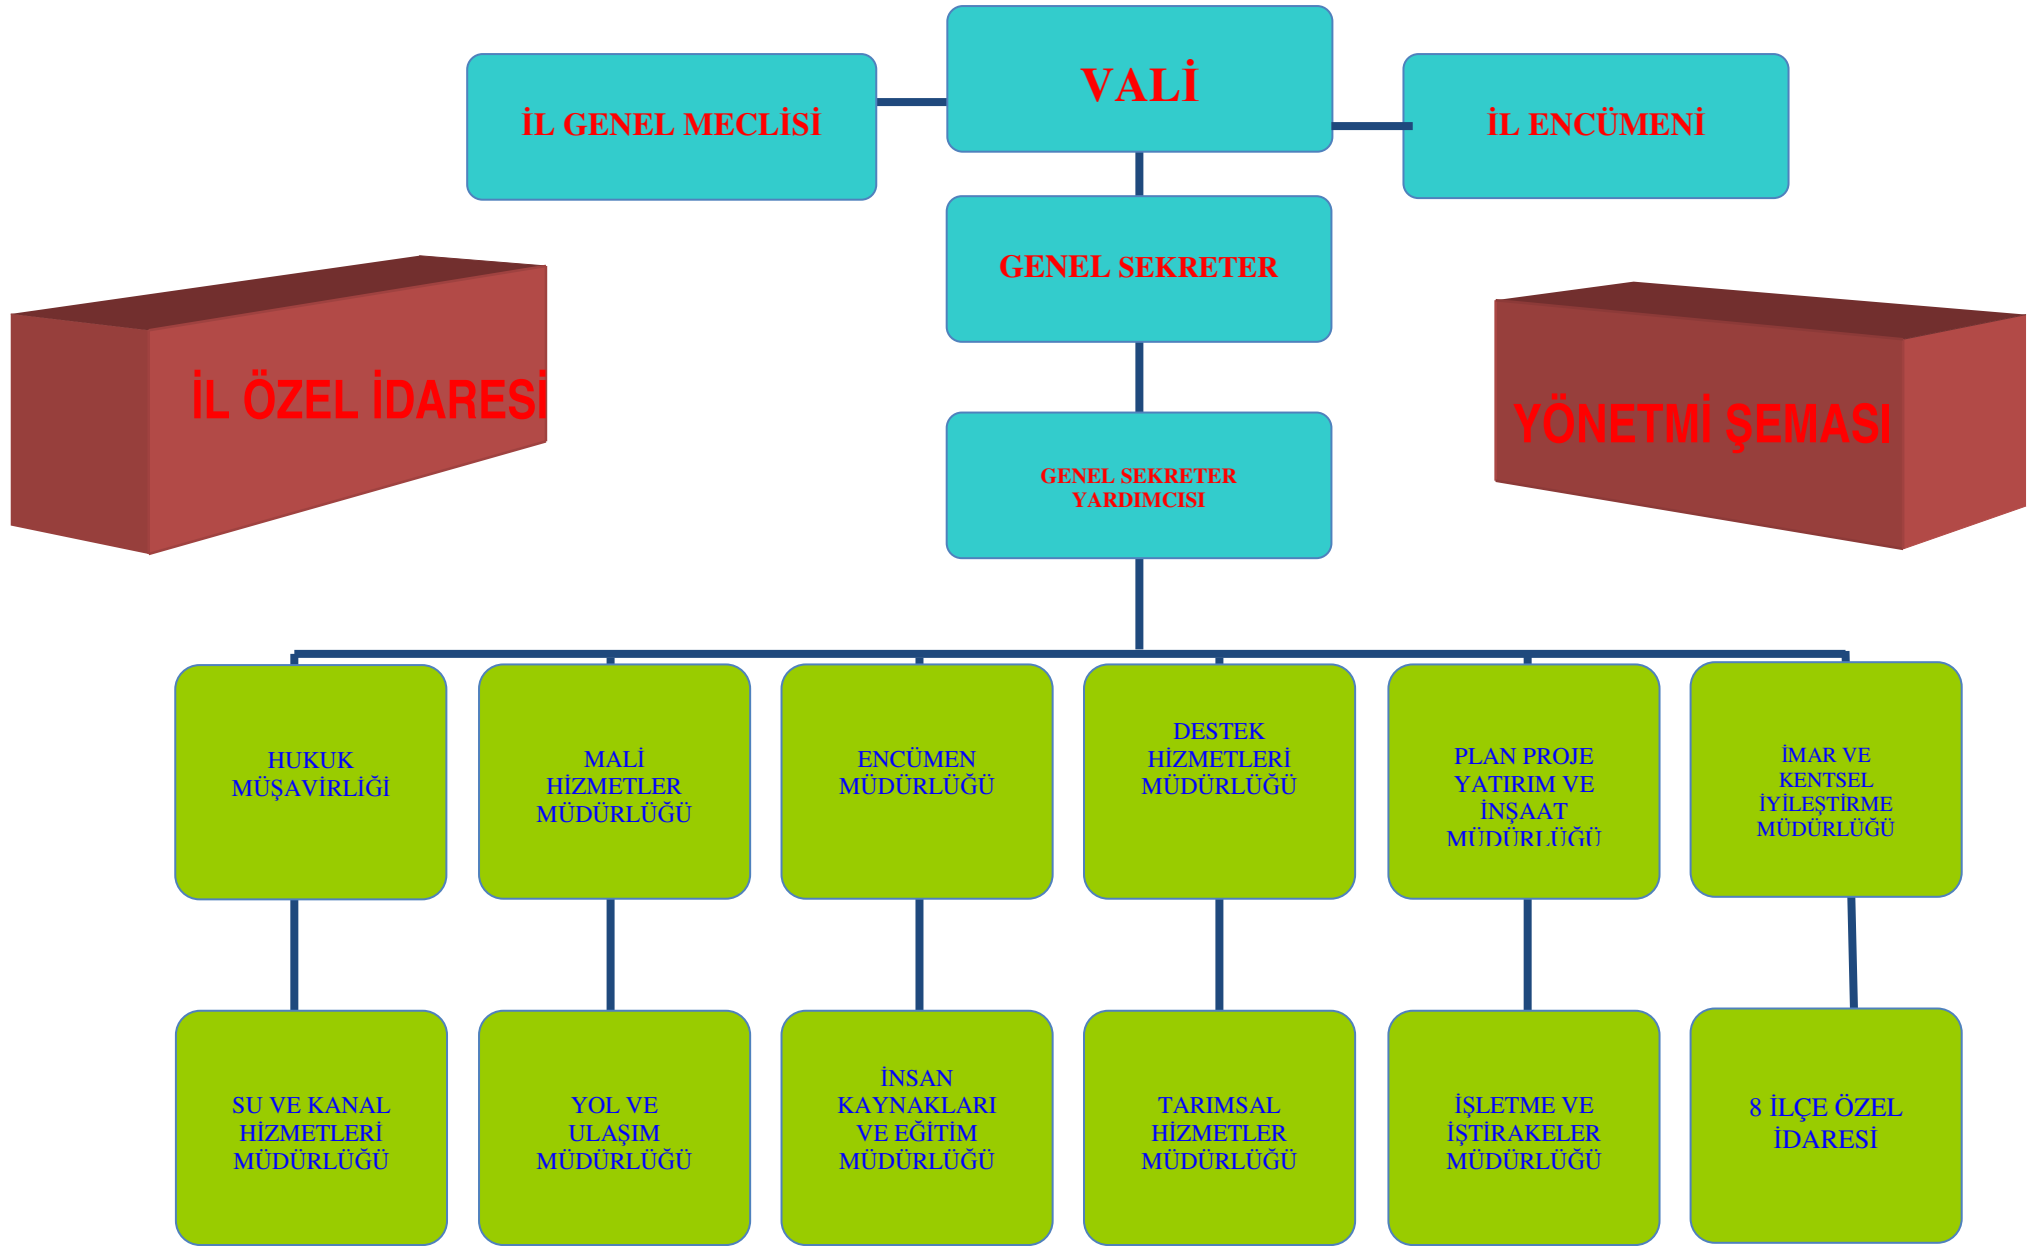 VALİ
İL GENEL MECLİSİ
İL ENCÜMENİ
GENEL SEKRETER
İL ÖZEL İDARESİ
YÖNETMİ ŞEMASI
GENEL SEKRETER
YARDIMCISI
HUKUK
MÜŞAVİRLİĞİ
MALİ
HİZMETLER
MÜDÜRLÜĞÜ
ENCÜMEN
MÜDÜRLÜĞÜ
DESTEK
HİZMETLERİ
MÜDÜRLÜĞÜ
PLAN PROJE
YATIRIM VE
İNŞAAT
MÜDÜRLÜĞÜ
İMAR VE
KENTSEL
İYİLEŞTİRME
MÜDÜRLÜĞÜ
SU VE KANAL
HİZMETLERİ
MÜDÜRLÜĞÜ
YOL VE
ULAŞIM
MÜDÜRLÜĞÜ
İNSAN
KAYNAKLARI
VE EĞİTİM
MÜDÜRLÜĞÜ
TARIMSAL
HİZMETLER
MÜDÜRLÜĞÜ
İŞLETME VE
İŞTİRAKELER
MÜDÜRLÜĞÜ
8 İLÇE ÖZEL
İDARESİ